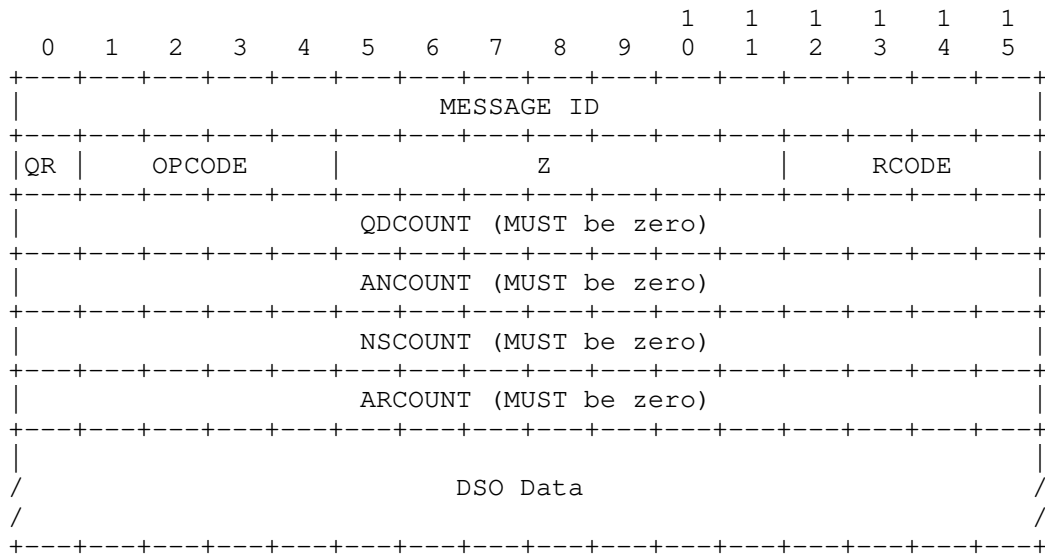 1   1   1   1   1   1
  0   1   2   3   4   5   6   7   8   9   0   1   2   3   4   5
+---+---+---+---+---+---+---+---+---+---+---+---+---+---+---+---+
|                          MESSAGE ID                           |
+---+---+---+---+---+---+---+---+---+---+---+---+---+---+---+---+
|QR |    OPCODE     |            Z              |     RCODE     |
+---+---+---+---+---+---+---+---+---+---+---+---+---+---+---+---+
|                     QDCOUNT (MUST be zero)                    |
+---+---+---+---+---+---+---+---+---+---+---+---+---+---+---+---+
|                     ANCOUNT (MUST be zero)                    |
+---+---+---+---+---+---+---+---+---+---+---+---+---+---+---+---+
|                     NSCOUNT (MUST be zero)                    |
+---+---+---+---+---+---+---+---+---+---+---+---+---+---+---+---+
|                     ARCOUNT (MUST be zero)                    |
+---+---+---+---+---+---+---+---+---+---+---+---+---+---+---+---+
|                                                               |
/                           DSO Data                            /
/                                                               /
+---+---+---+---+---+---+---+---+---+---+---+---+---+---+---+---+